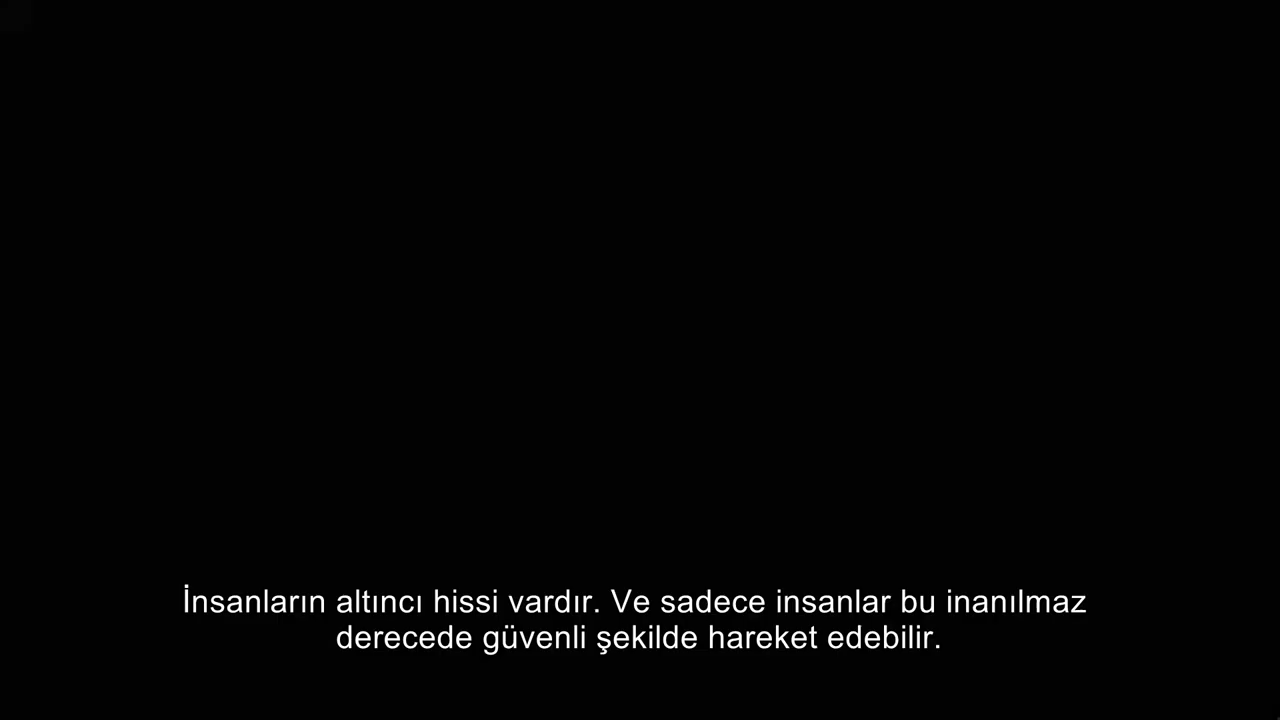 İnsanların altıncı hissi vardır. Ve sadece insanlar bu inanılmaz
derecede güvenli şekilde hareket edebilir.